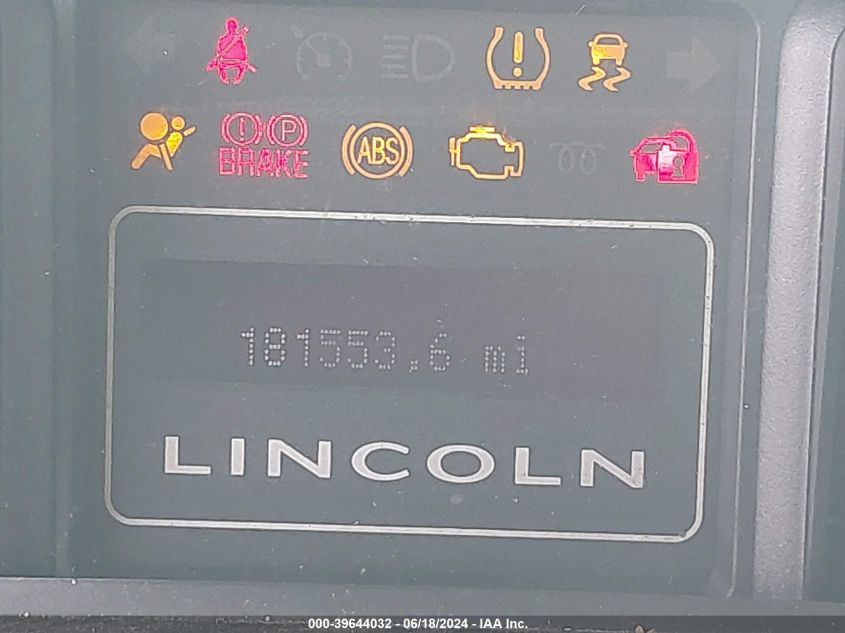 (!) (P)
BRAKE
ABS
181553.6 mi
LINCOLN
000-39644032 - 06/18/2024 - IAA Inc.